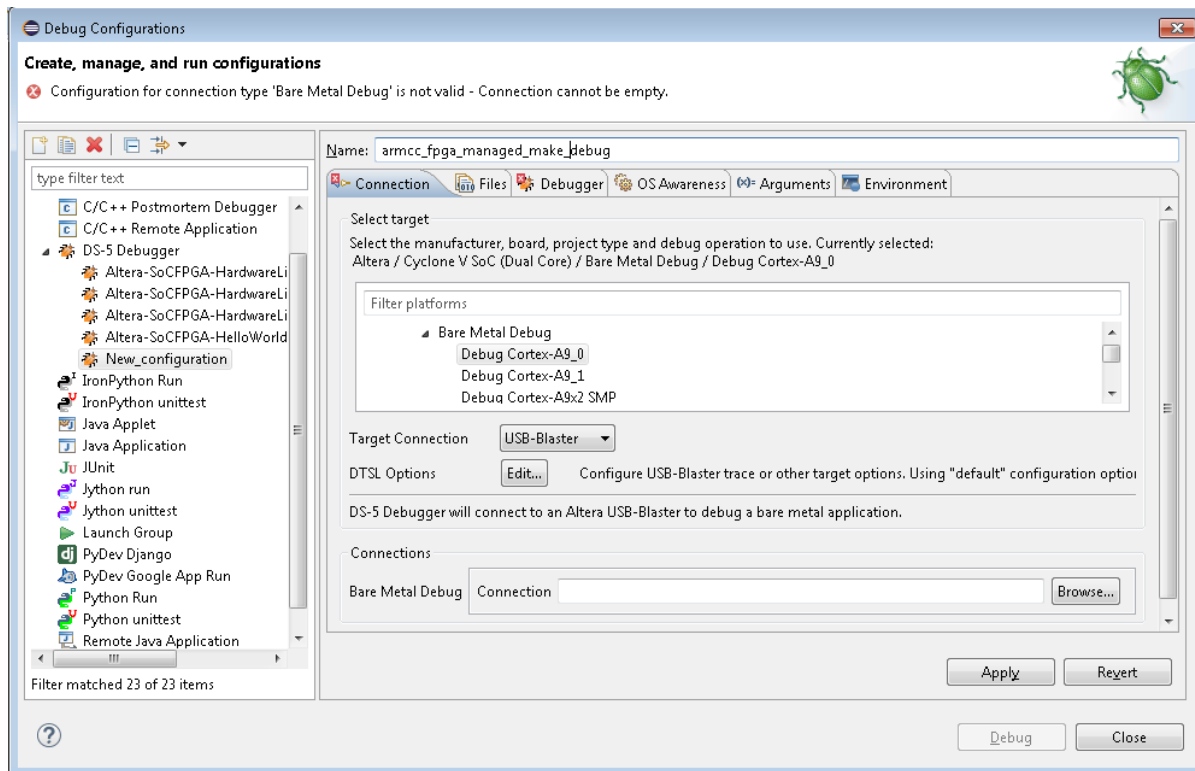 Debug Configurations
Create, manage, and run configurations
Configuration for connection type 'Bare Metal Debug' is not valid - Connection cannot be empty.
type filter text
C/C++ Postmortem Debugger
C/C++ Remote Application
DS-5 Debugger
Altera-SoCFPGA-HardwareLi
Altera-SoCFPGA-HardwareLi
Altera-SoCFPGA-HardwareLi
Altera-SoCFPGA-HelloWorld
New_configuration
IronPython Run
IronPython unittest
Java Applet
Java Application
Ju JUnit
Jython run
Jython unittest
Launch Group
dj PyDev Django
PyDev Google App Run
Python Run
Python unittest
Remote Java Application
Filter matched 23 of 23 items
Name: armcc_fpga_managed_make_debug
Connection Files Debugger OS Awareness (x)= Arguments Environment
Select target
Select the manufacturer, board, project type and debug operation to use. Currently selected:
Altera / Cyclone V SoC (Dual Core) / Bare Metal Debug / Debug Cortex-A9_0
Filter platforms
Bare Metal Debug
Debug Cortex-A9_0
Debug Cortex-A9_1
Debug Cortex-A9x2 SMP
Target Connection USB-Blaster
DTSL Options Edit... Configure USB-Blaster trace or other target options. Using "default" configuration optio
DS-5 Debugger will connect to an Altera USB-Blaster to debug a bare metal application.
Connections
Bare Metal Debug Connection Browse...
Apply Revert
? Debug Close